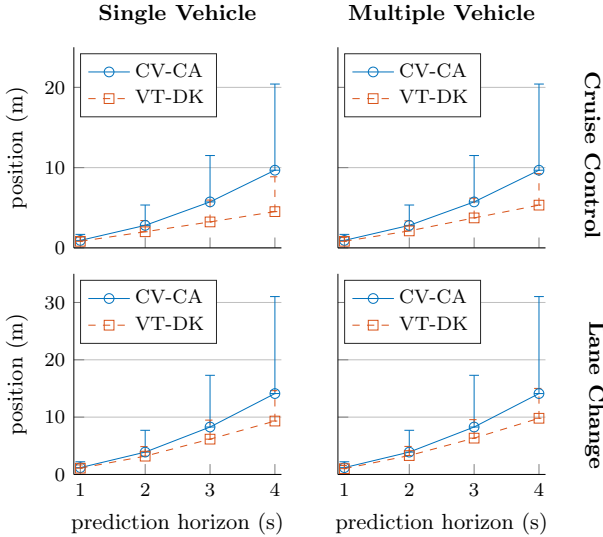 Single Vehicle
Multiple Vehicle
position (m)
20
10
0
CV-CA
VT-DK
CV-CA
VT-DK
Cruise Control
position (m)
30
20
10
0
CV-CA
VT-DK
CV-CA
VT-DK
Lane Change
1 2 3 4
1 2 3 4
prediction horizon (s)
prediction horizon (s)